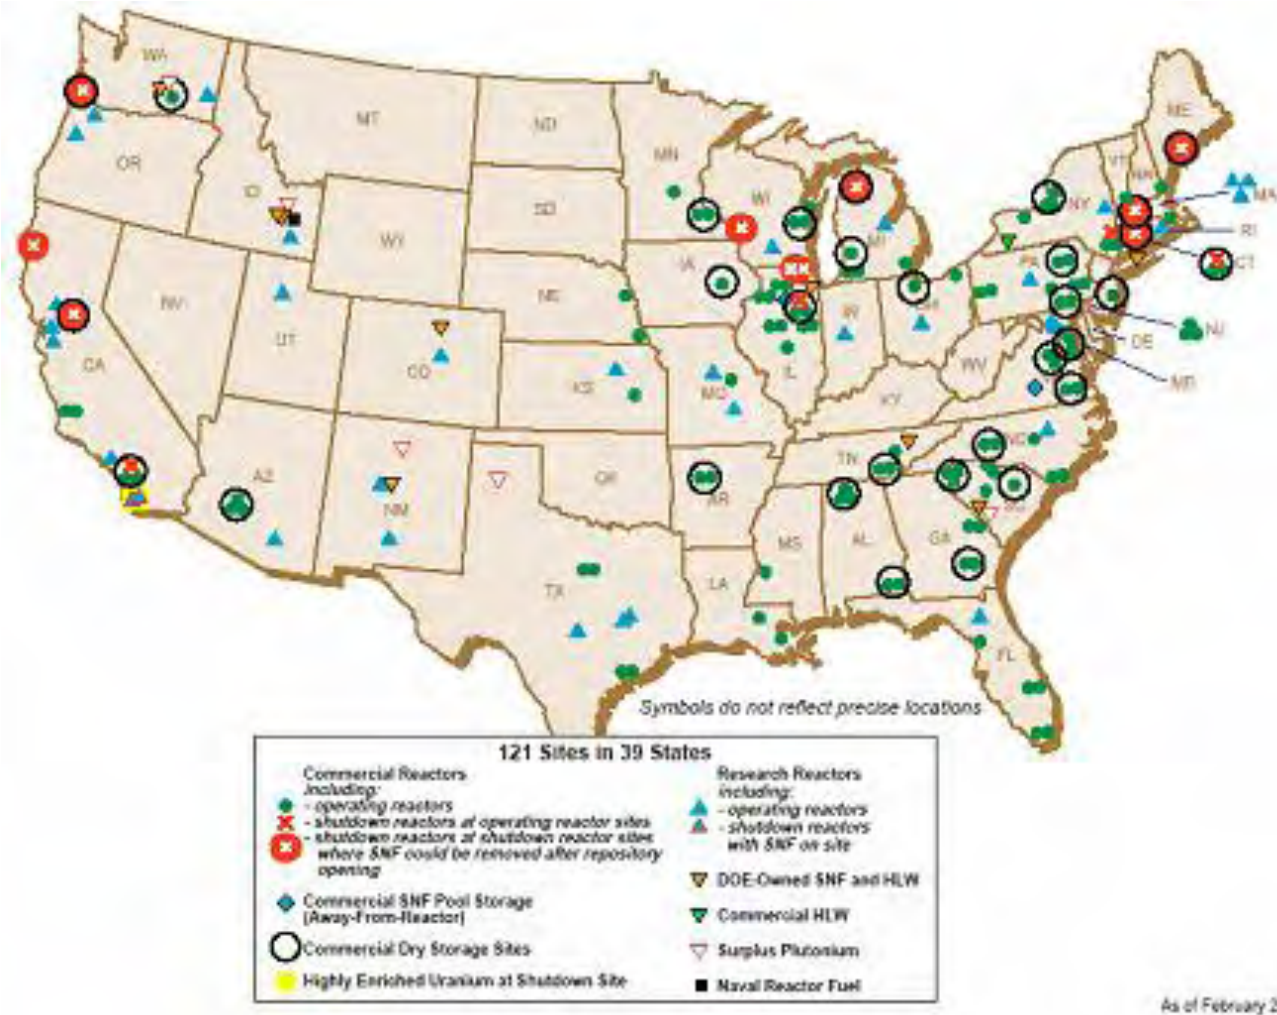 WA
MT
ND
MN
ME
VT
NH
OR
ID
SD
WI
NY
MA
MI
RI
WY
IA
PA
CT
NV
NE
NJ
UT
IN
DE
CO
IL
WV
MD
CA
KS
MO
KY
NC
TN
AZ
OK
AR
NM
MS
AL
GA
LA
TX
FL
Symbols do not reflect precise locations
121 Sites in 39 States
Commercial Reactors
including:
- operating reactors
- shutdown reactors at operating reactor sites
- shutdown reactors at shutdown reactor sites
where SNF could be removed after repository
opening
Commercial SNF Pool Storage
(Away-From-Reactor)
Commercial Dry Storage Sites
Highly Enriched Uranium at Shutdown Site
Research Reactors
including:
- operating reactors
- shutdown reactors
with SNF on site
DOE-Owned SNF and HLW
Commercial HLW
Surplus Plutonium
Naval Reactor Fuel
As of February 2